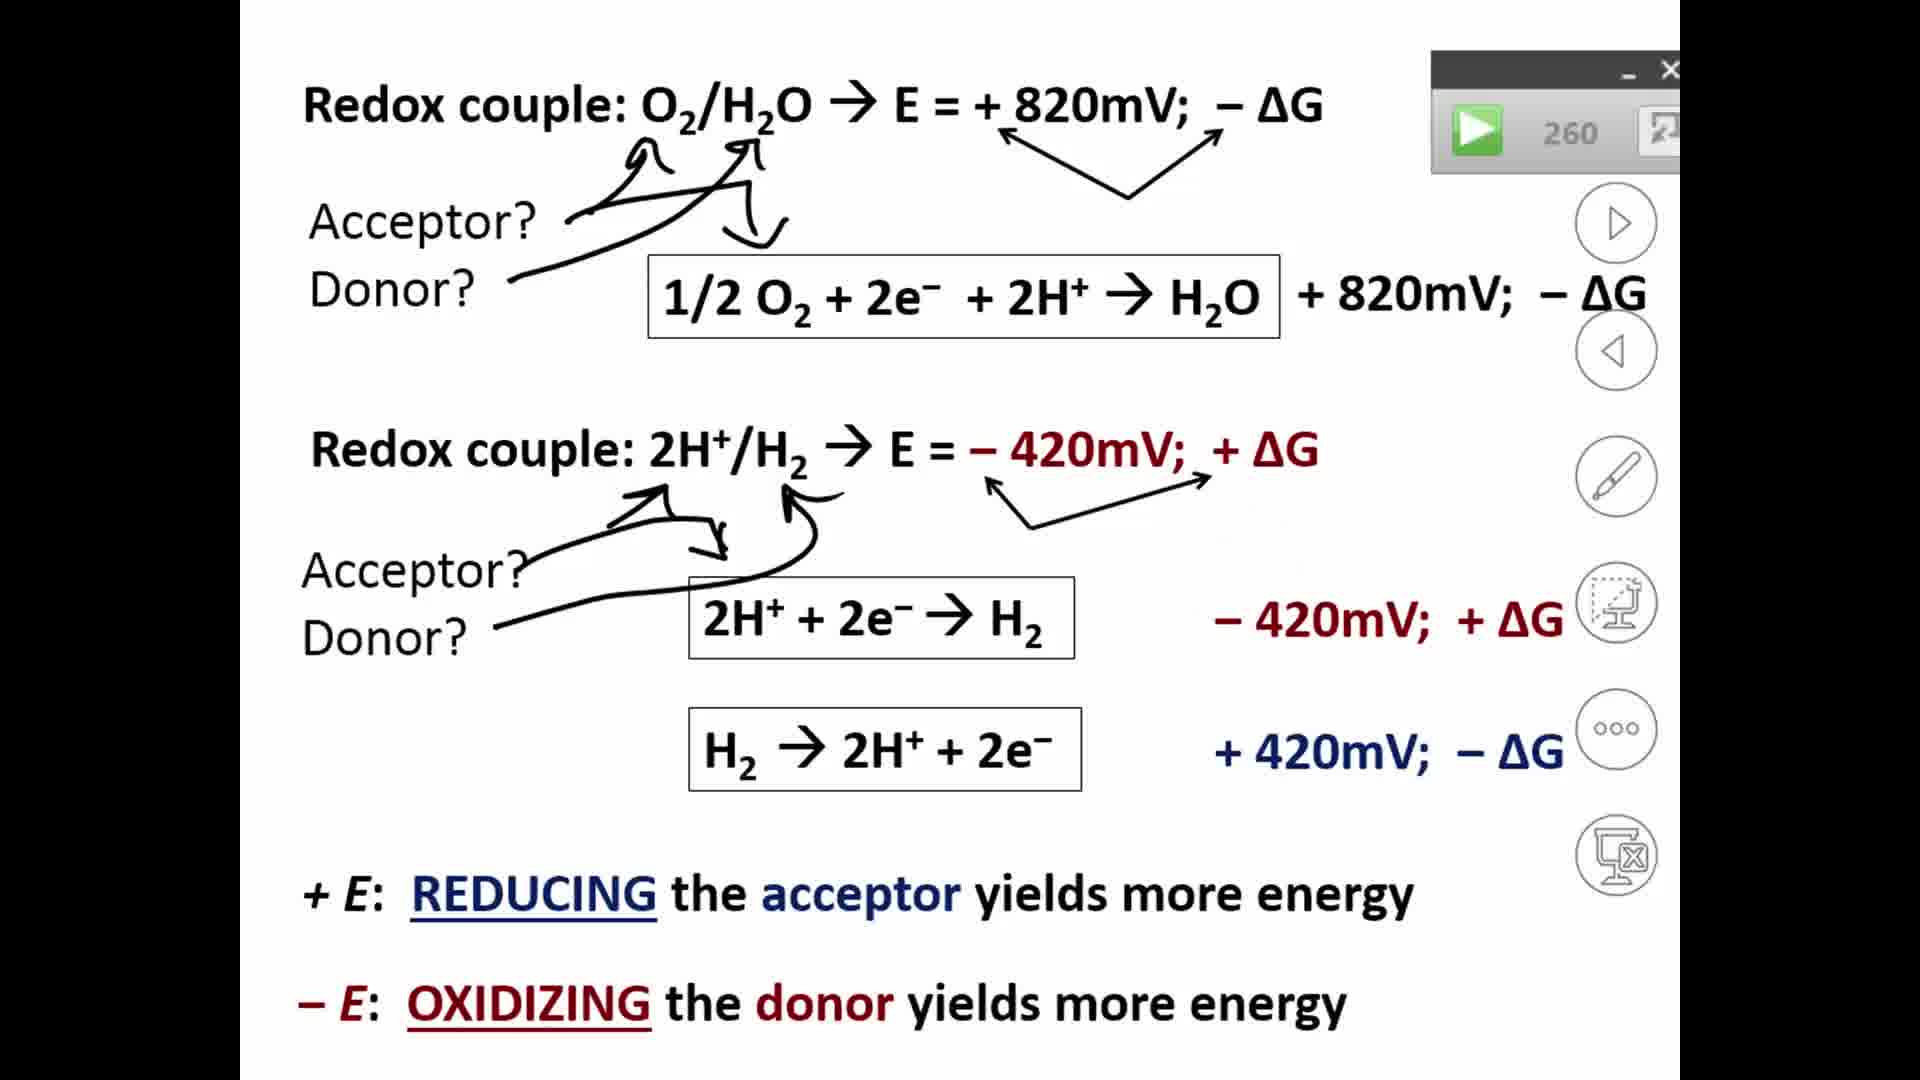 Redox couple: O₂/H₂O → E = + 820mV; – ΔG
260
Acceptor?
Donor?
1/2 O₂ + 2e⁻ + 2H⁺ → H₂O + 820mV; – ΔG
Redox couple: 2H⁺/H₂ → E = – 420mV; + ΔG
Acceptor?
Donor?
2H⁺ + 2e⁻ → H₂ – 420mV; + ΔG
H₂ → 2H⁺ + 2e⁻ + 420mV; – ΔG
+ E: REDUCING the acceptor yields more energy
– E: OXIDIZING the donor yields more energy